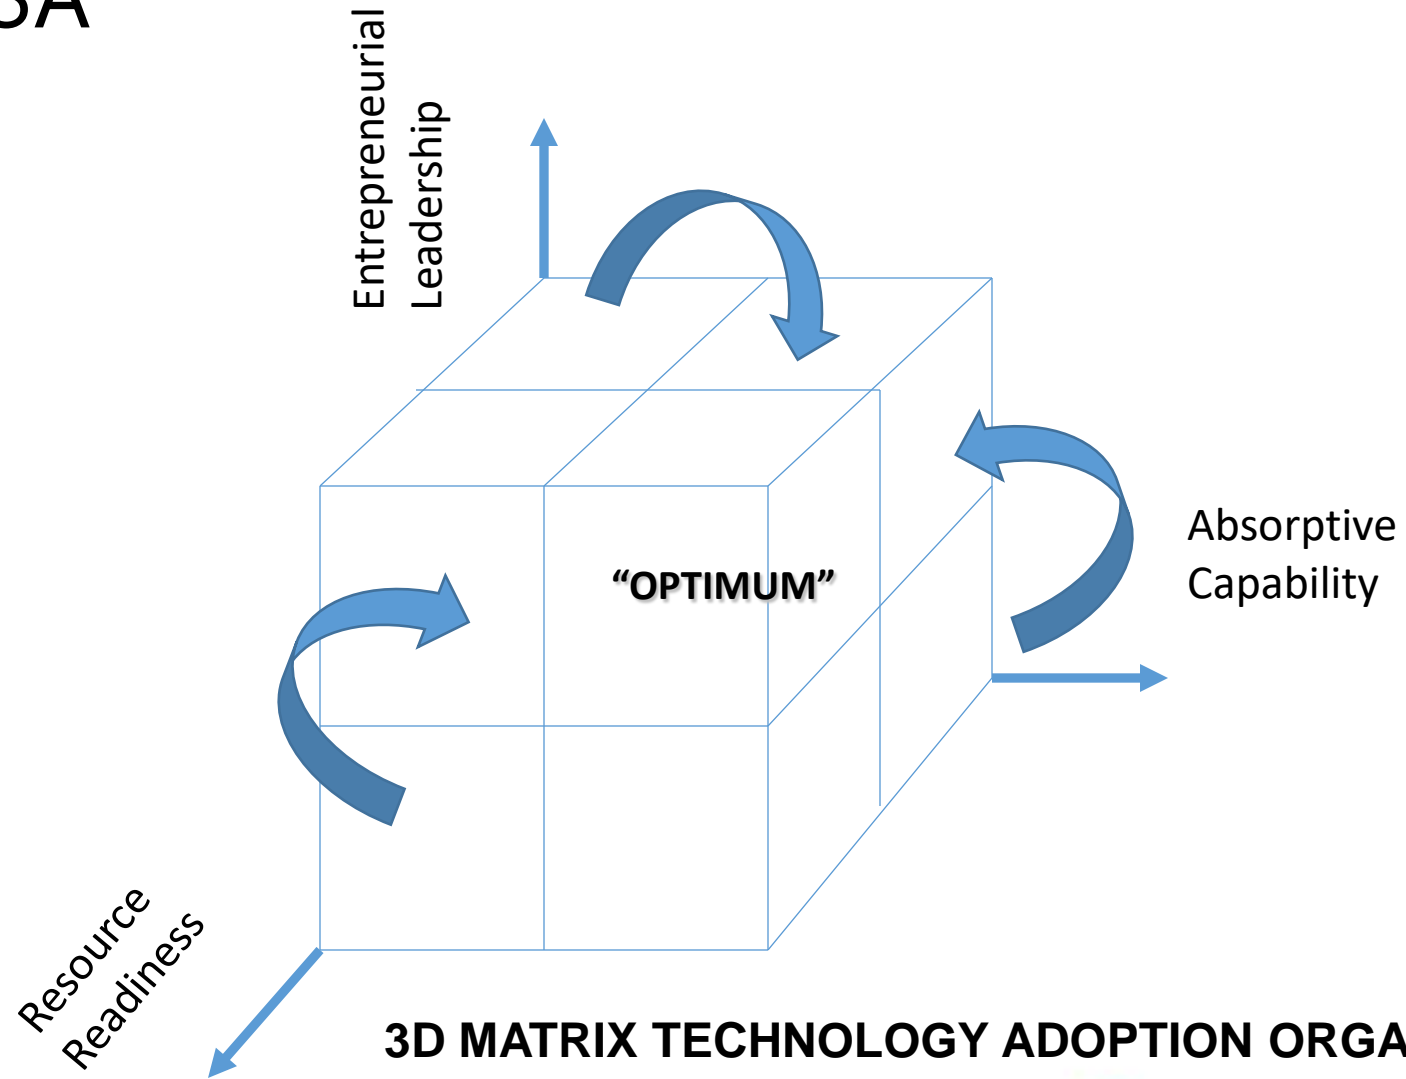 Entrepreneurial
Leadership
“OPTIMUM”
Absorptive
Capability
Resource
Readiness
3D MATRIX TECHNOLOGY ADOPTION ORGA